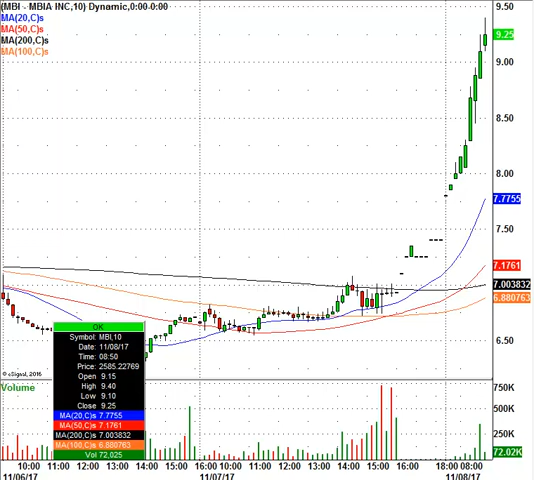 (MBI - MBIA INC,10) Dynamic,0:00-0:00
MA(20,C)s
MA(50,C)s
MA(200,C)s
MA(100,C)s
9.50
9.25
9.00
8.50
8.00
7.7755
7.50
7.1761
7.003832
6.880763
6.50
OK
Symbol: MBI,10
Date: 11/08/17
Time: 08:50
Price: 2585.22769
Open 9.15
High 9.40
Low 9.10
Close 9.25
MA(20,C)s 7.7755
MA(50,C)s 7.1761
MA(200,C)s 7.003832
MA(100,C)s 6.880763
Vol 72,025
© eSignal, 2016
Volume
750K
500K
250K
72.02K
10:00 11:00 12:00 13:00 14:00 15:00 16:00 10:00 11:00 12:00 13:00 14:00 15:00 16:00 18:00 08:00
11/06/17 11/07/17 11/08/17